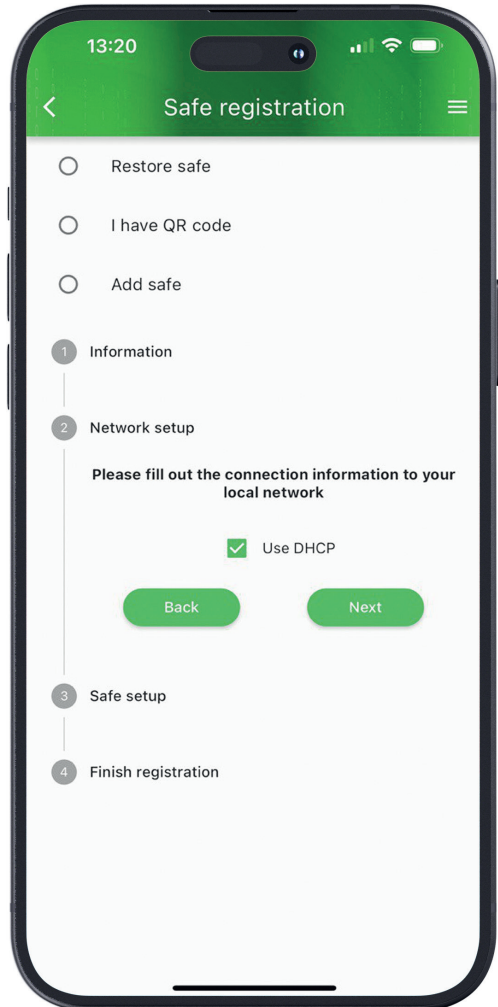 13:20
Safe registration
Restore safe
I have QR code
Add safe
1 Information
2 Network setup
Please fill out the connection information to your
local network
Use DHCP
Back Next
3 Safe setup
4 Finish registration